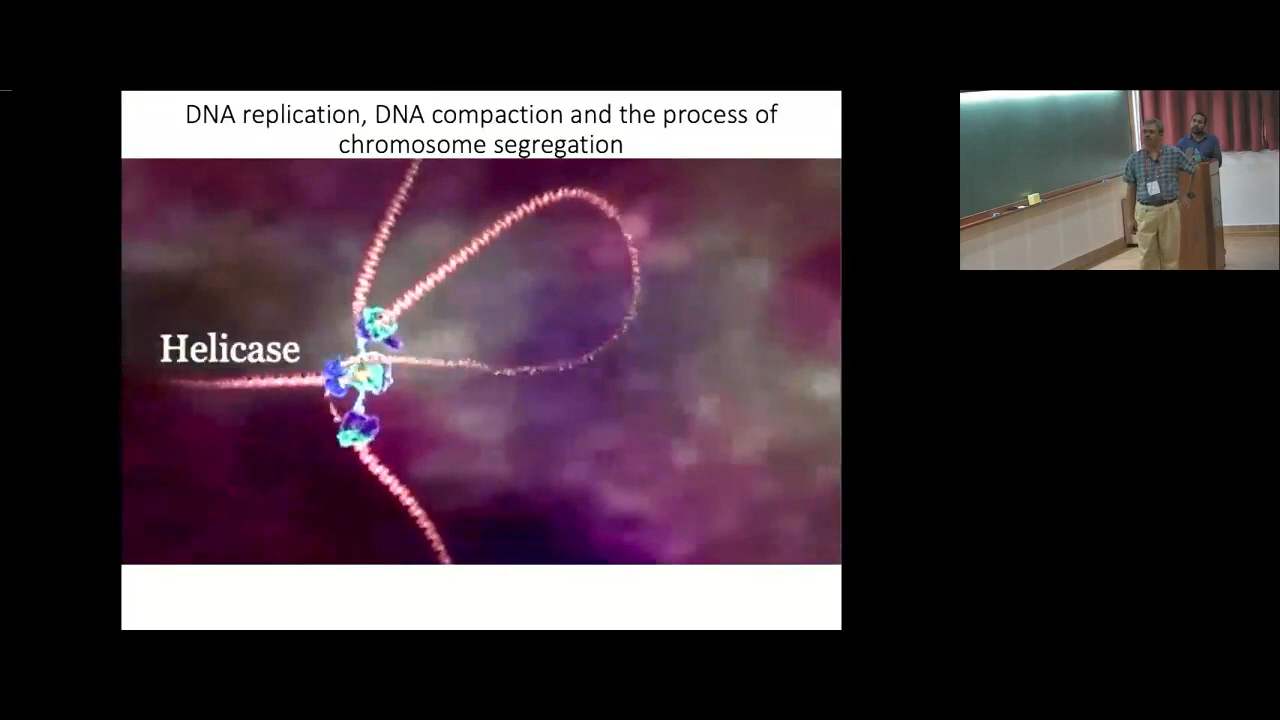 DNA replication, DNA compaction and the process of
chromosome segregation
Helicase